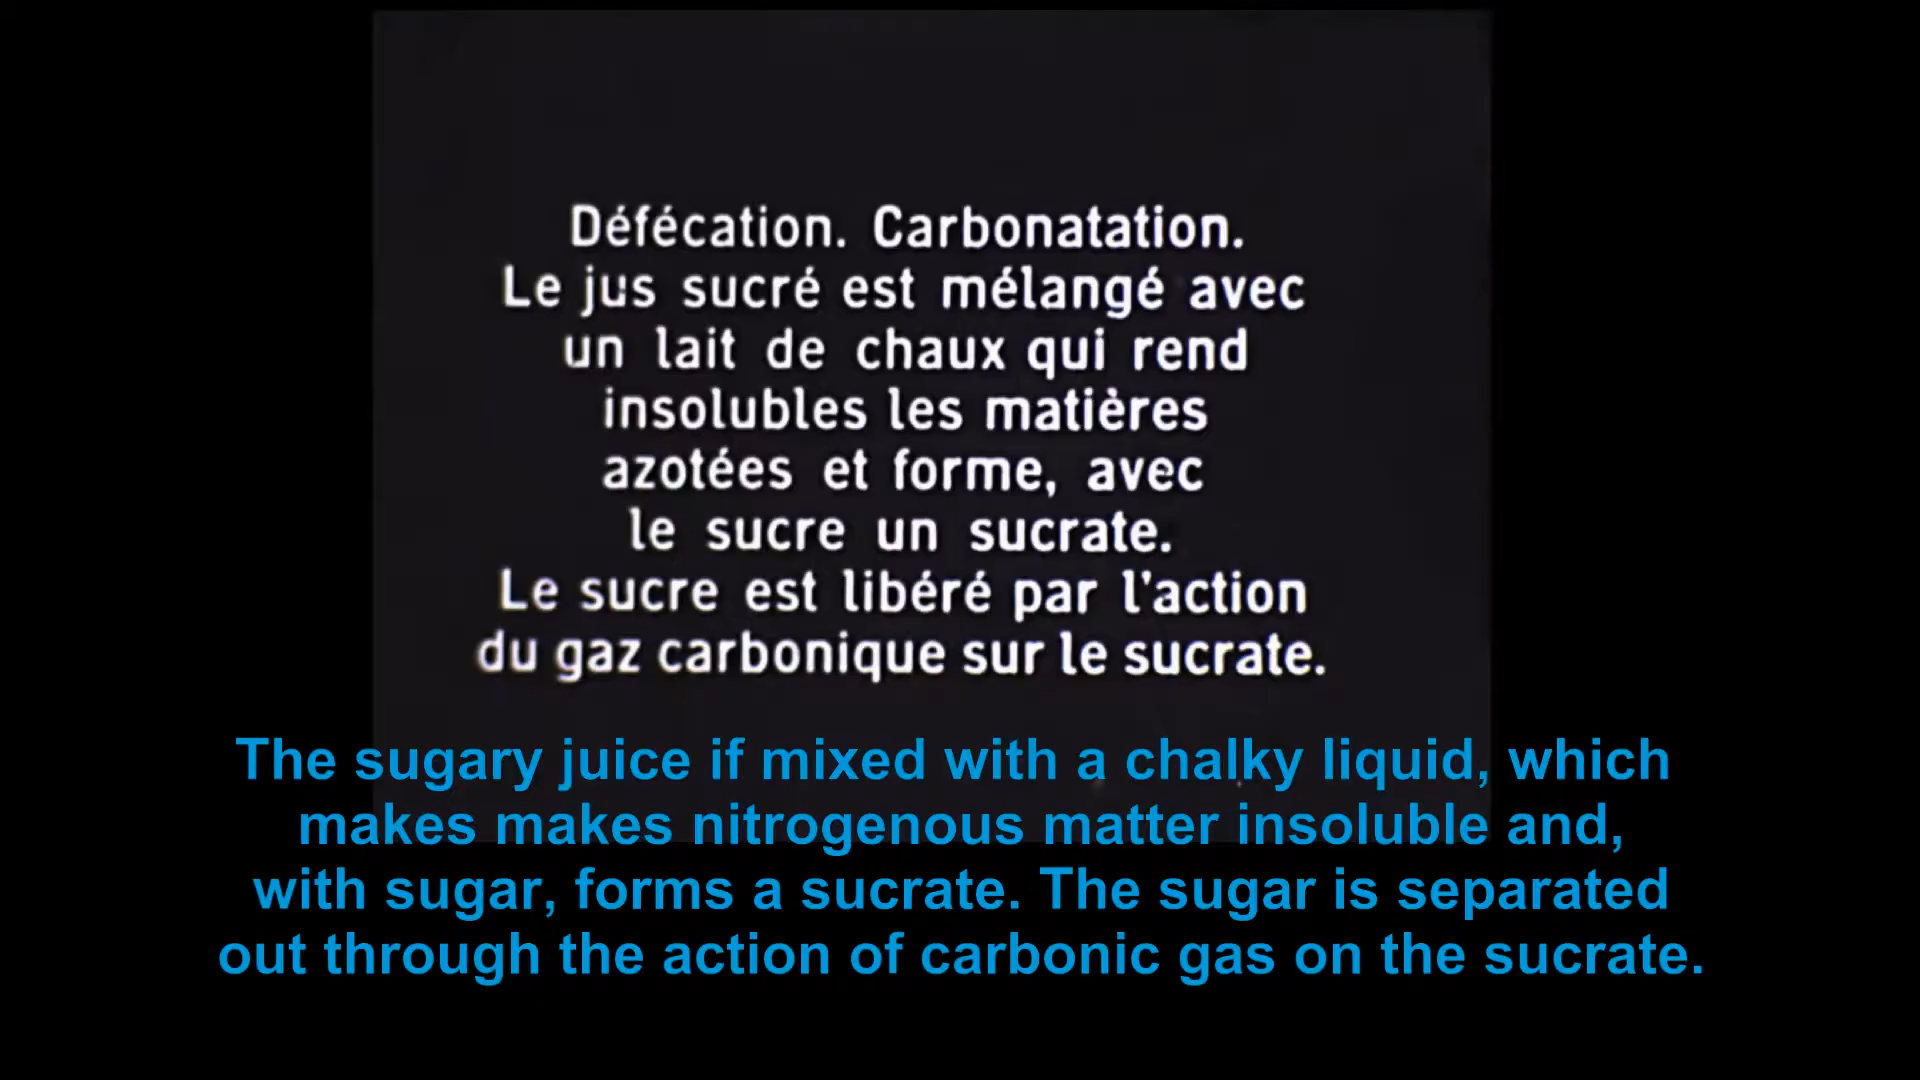 Défécation. Carbonatation.
Le jus sucré est mélangé avec
un lait de chaux qui rend
insolubles les matières
azotées et forme, avec
le sucre un sucrate.
Le sucre est libéré par l'action
du gaz carbonique sur le sucrate.
The sugary juice if mixed with a chalky liquid, which
makes makes nitrogenous matter insoluble and,
with sugar, forms a sucrate. The sugar is separated
out through the action of carbonic gas on the sucrate.